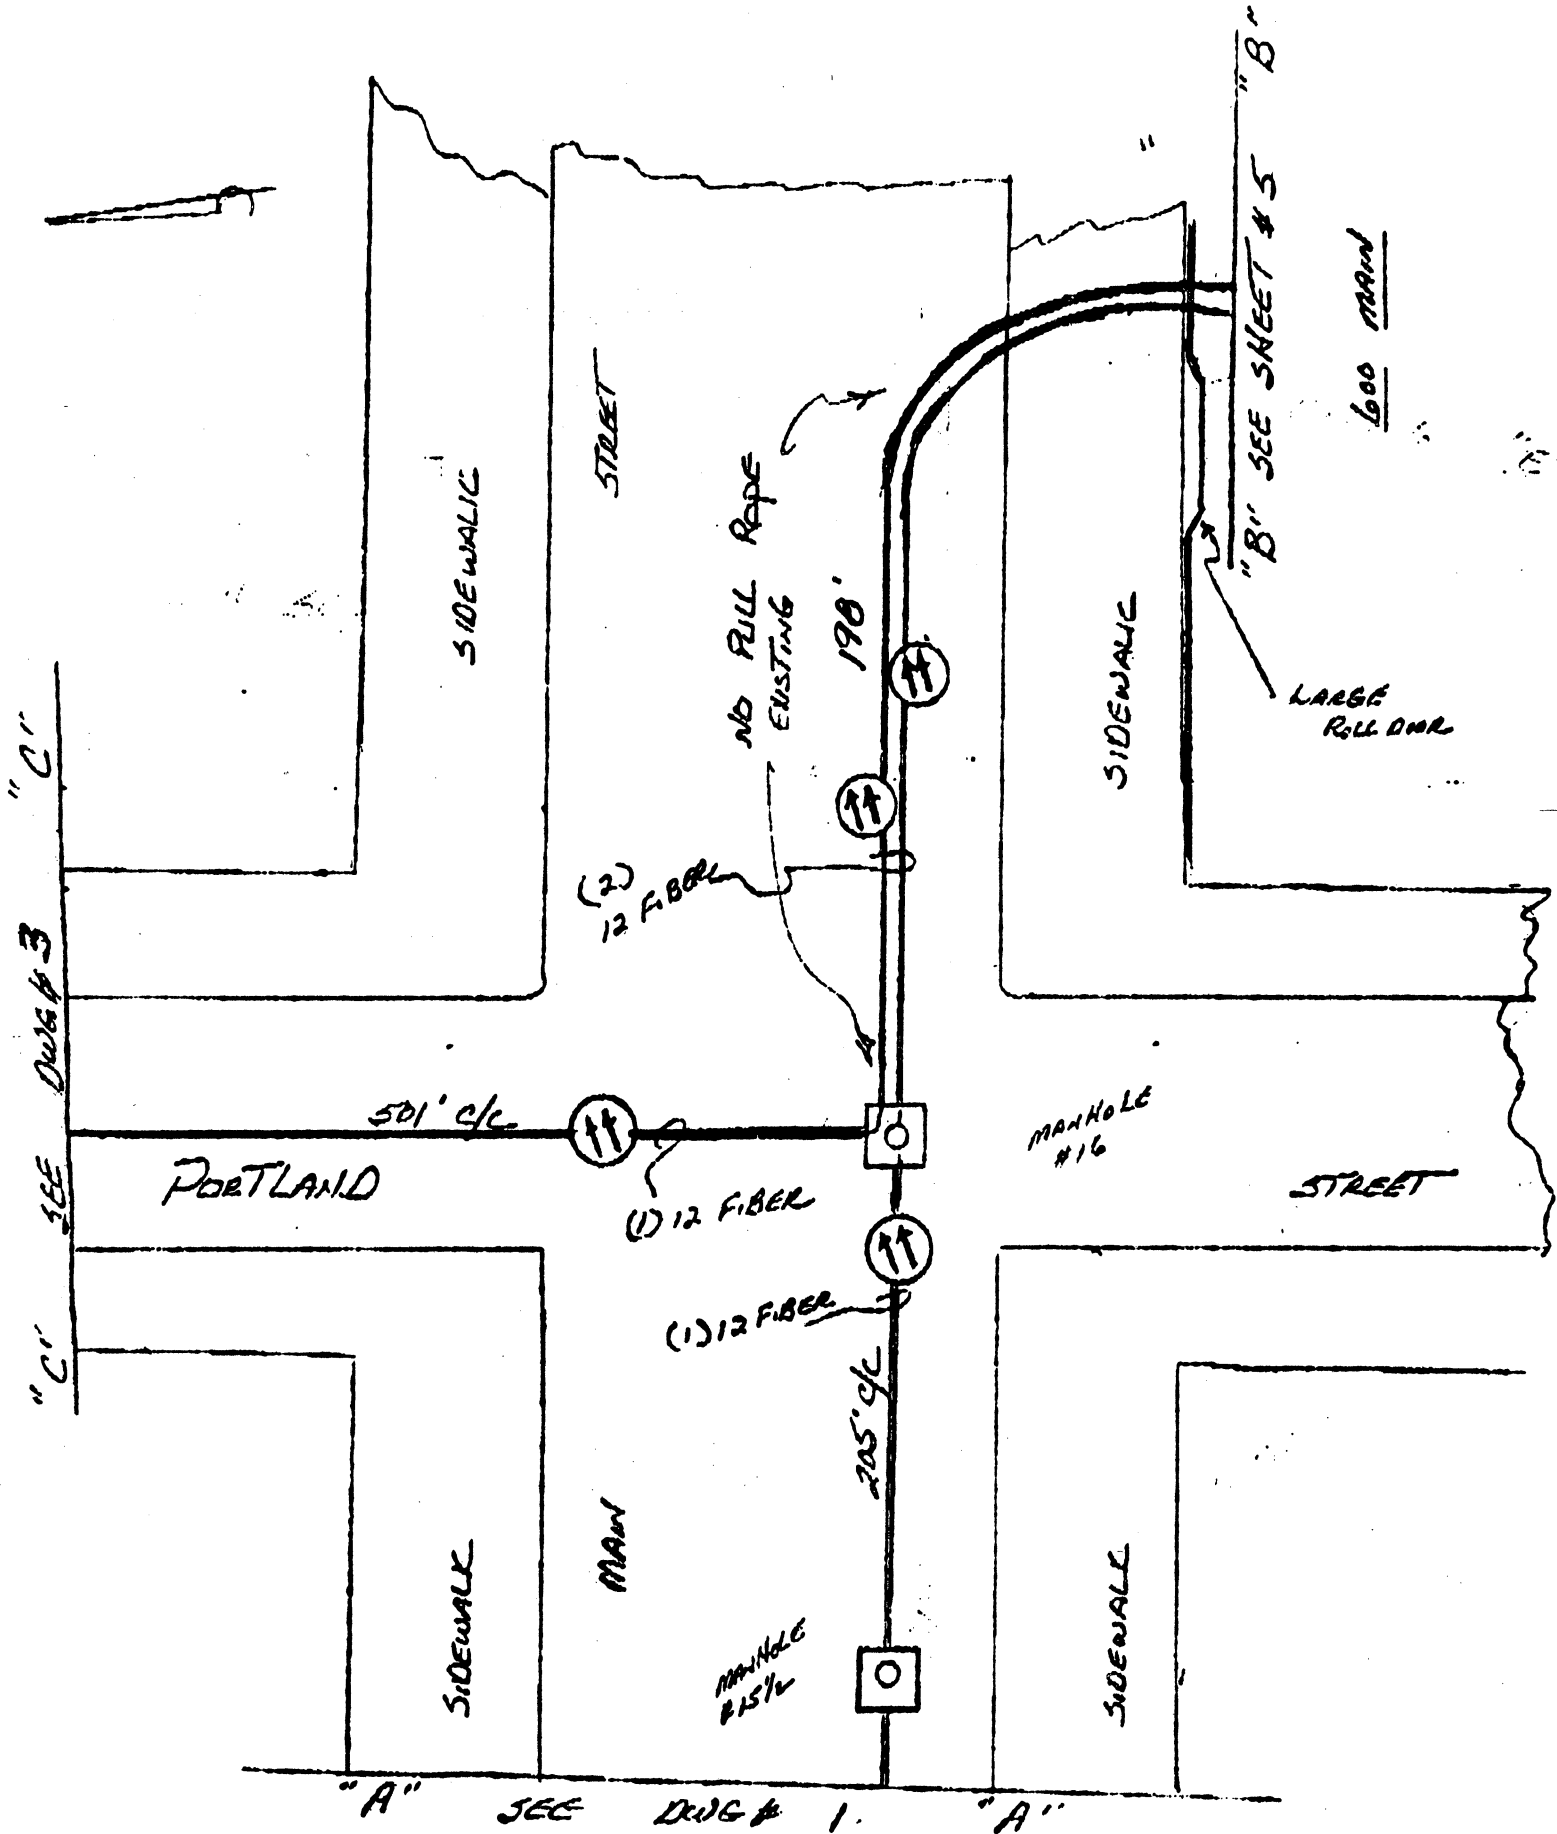 "B" SEE SHEET #5 "B"
600 MAIN
STREET
SIDEWALK
NO PULL ROPE
EXISTING
198'
SIDEWALK
LARGE
ROLL DOOR
"C" SEE DWG #3 "C"
(2)
12 FIBER
501' C/C
PORTLAND
(1) 12 FIBER
MANHOLE
#16
STREET
(1) 12 FIBER
205' C/C
SIDEWALK
MAIN
MANHOLE
#15 1/2
SIDEWALK
"A" SEE DWG # 1. "A"